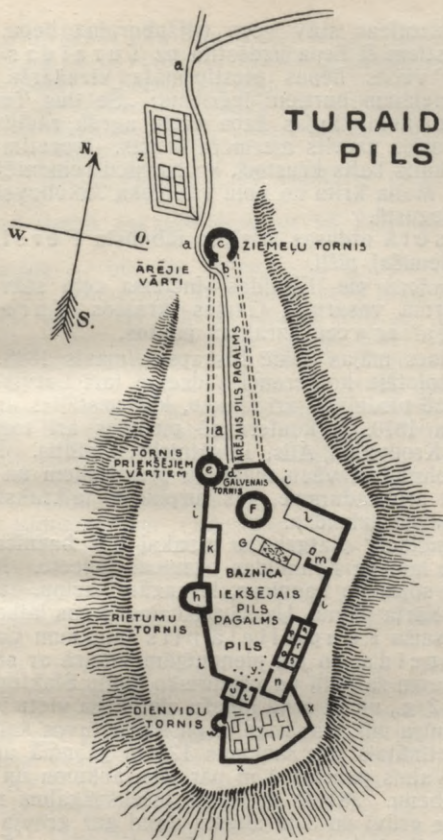 TURAID
PILS
a
z
N.
W.
O.
S.
a
c
b
ZIEMEĻU TORNIS
ĀRĒJIE
VĀRTI
ĀRĒJAIS PILS PAGALMS
a
TORNIS
PRIEKŠĒJIEM
VĀRTIEM
e
d
GALVENAIS
TORNIS
i
F
i
l
k
G
o
m
BAZNĪCA
h
IEKŠĒJAIS
PILS
PAGALMS
i
RIETUMU
TORNIS
PILS
i
y
n
DIENVIDU
TORNIS
w
v
x
x